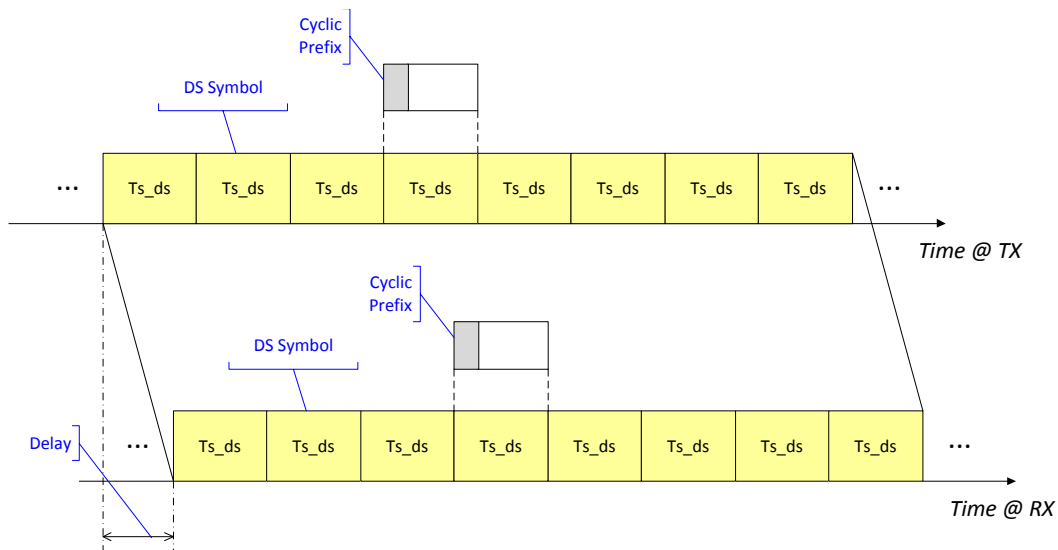 Cyclic
Prefix
DS Symbol
... Ts_ds Ts_ds Ts_ds Ts_ds Ts_ds Ts_ds Ts_ds Ts_ds ...
Time @ TX
Cyclic
Prefix
DS Symbol
Delay
... Ts_ds Ts_ds Ts_ds Ts_ds Ts_ds Ts_ds Ts_ds Ts_ds ...
Time @ RX